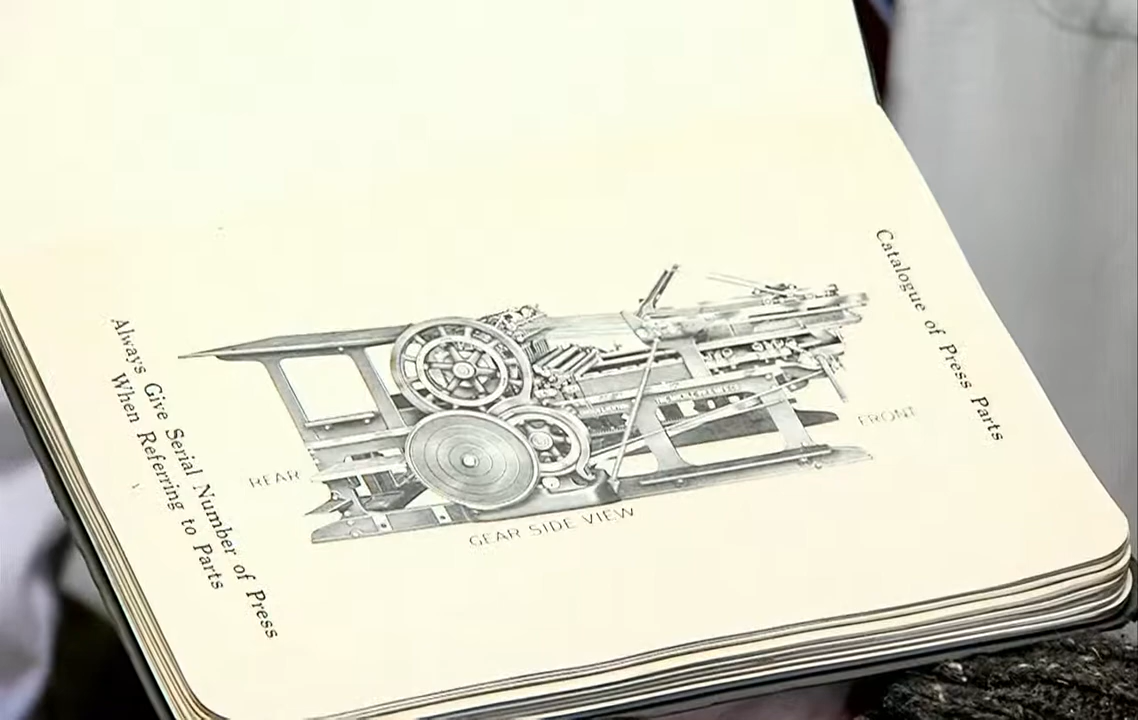 Catalogue of Press Parts
FRONT
REAR
GEAR SIDE VIEW
Always Give Serial Number of Press
When Referring to Parts